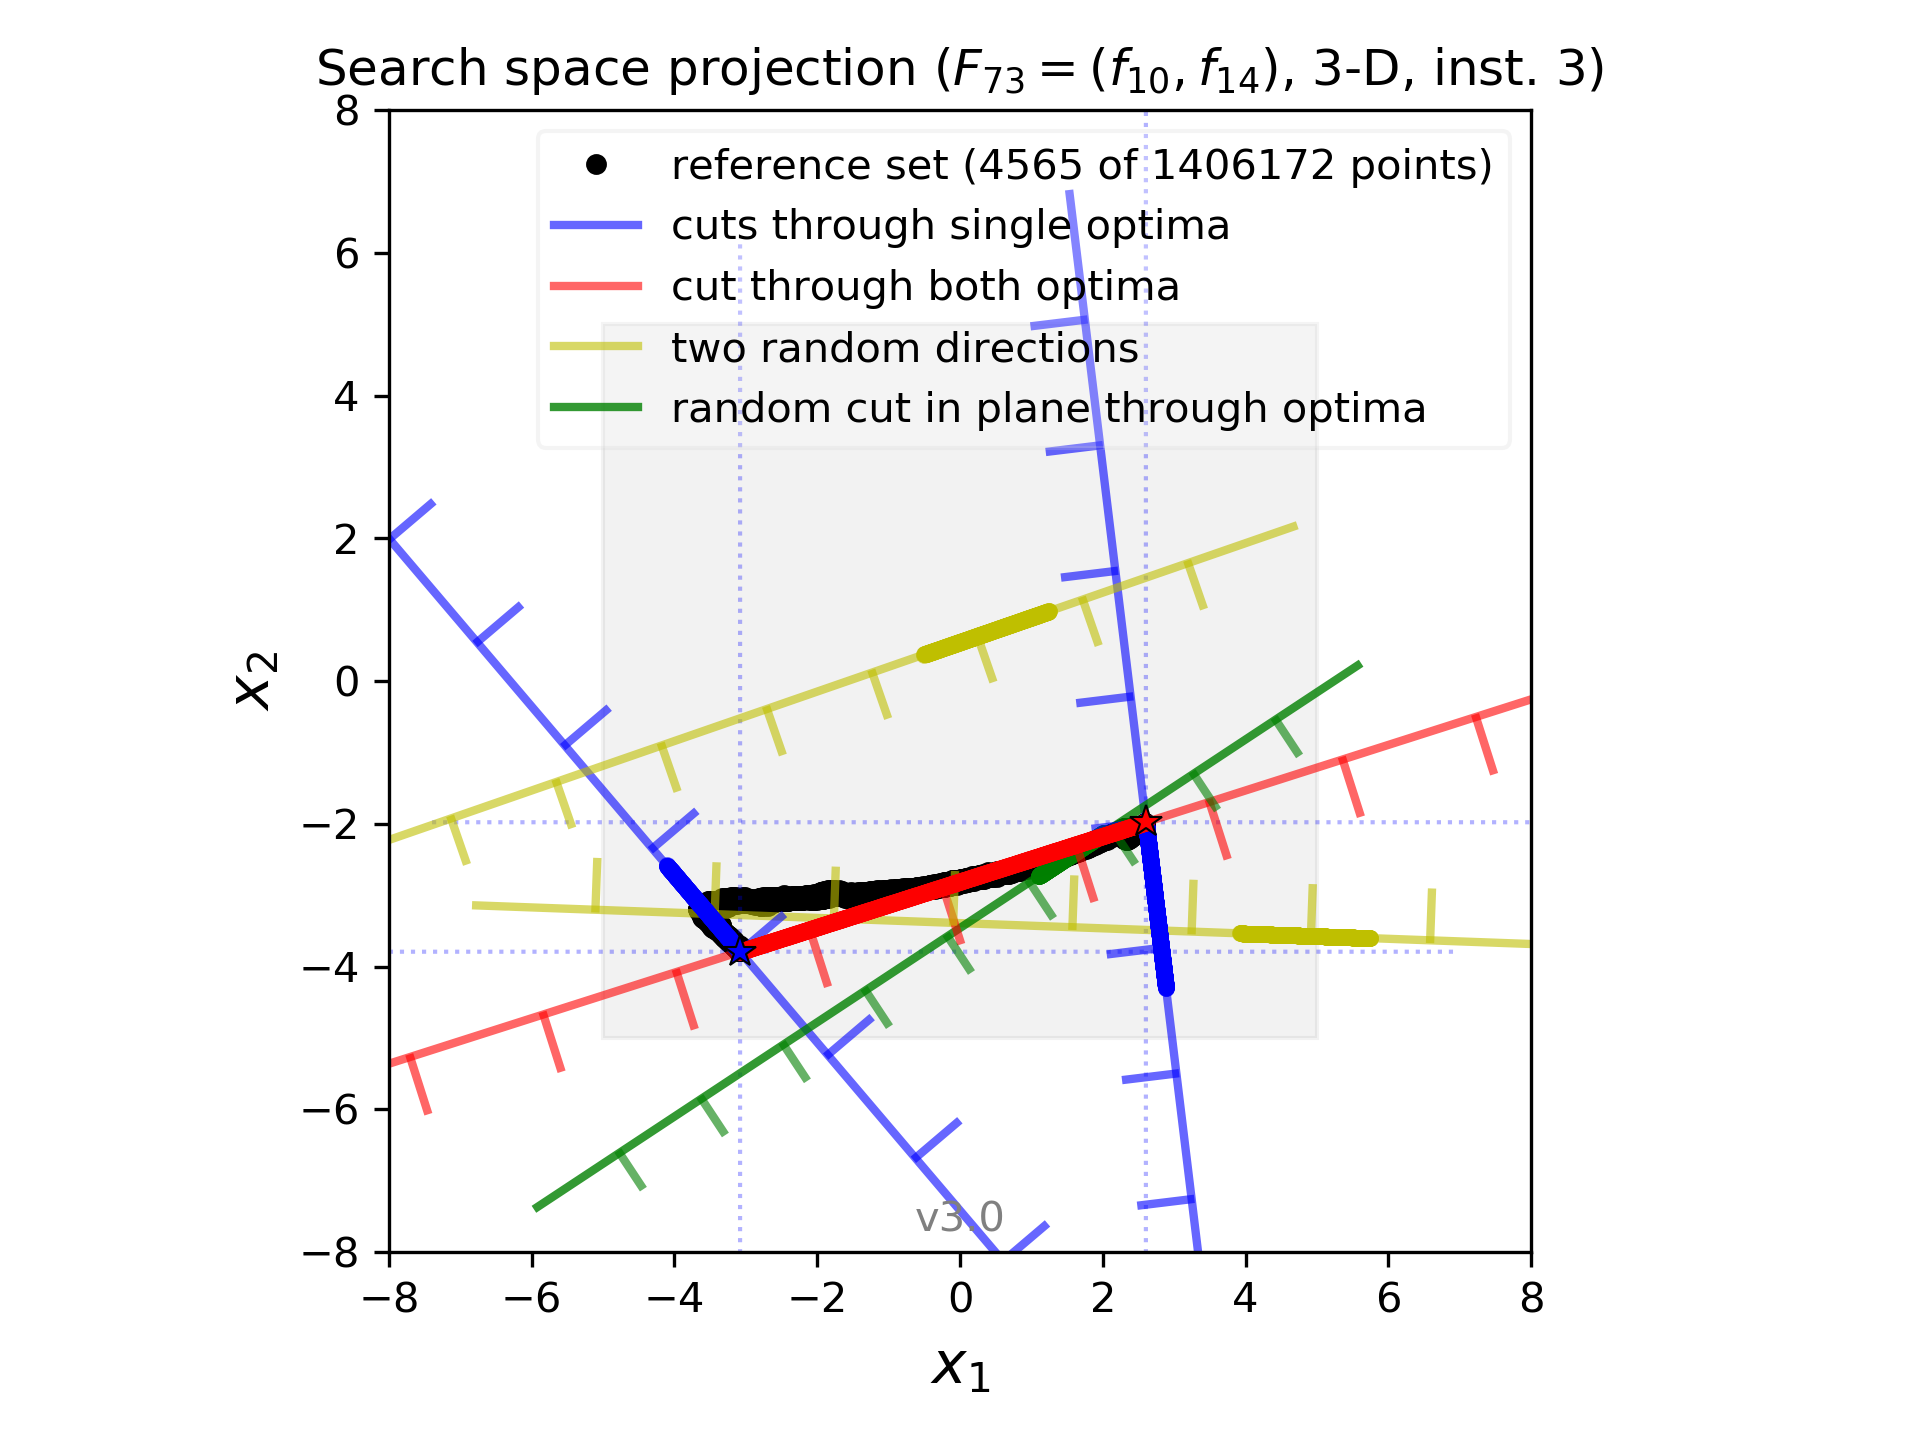 Search space projection (F73 = (f10, f14), 3-D, inst. 3)
reference set (4565 of 1406172 points)
cuts through single optima
cut through both optima
two random directions
random cut in plane through optima
8
6
4
2
0
−2
−4
−6
−8
x2
v3.0
−8 −6 −4 −2 0 2 4 6 8
x1